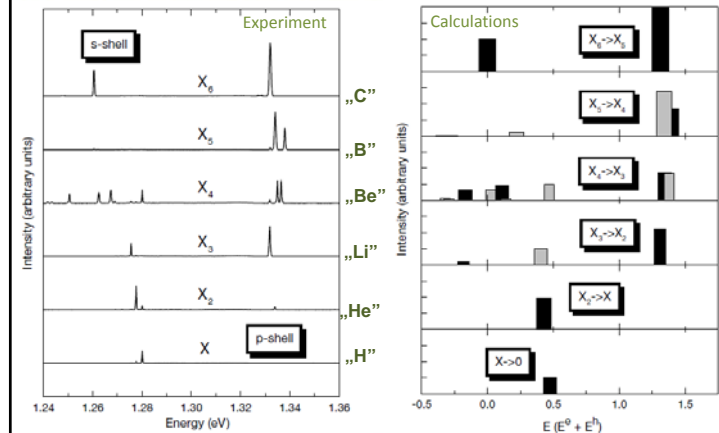 Experiment
s-shell
X6
„C"
X5
„B"
X4
„Be"
X3
„Li"
X2
„He"
X
p-shell
„H"
Intensity (arbitrary units)
1.24 1.26 1.28 1.30 1.32 1.34 1.36
Energy (eV)
Calculations
X6->X5
X5->X4
X4->X3
X3->X2
X2->X
X->0
Intensity (arbitrary units)
-0.5 0.0 0.5 1.0 1.5
E (Eᵉ + Eʰ)